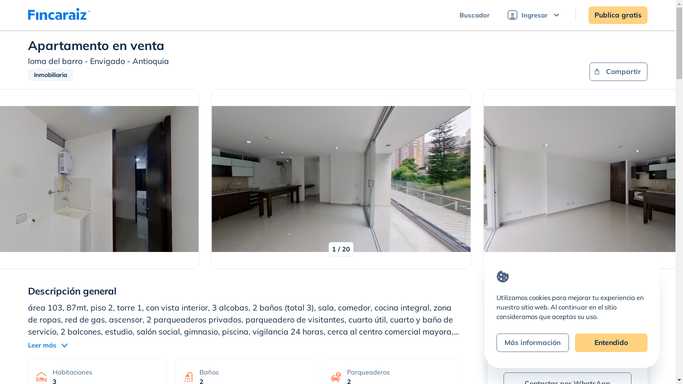 Fincaraiz
Buscador
Ingresar
Publica gratis
Apartamento en venta
loma del barro - Envigado - Antioquia
Inmobiliaria
Compartir
1 / 20
Descripción general
área 103, 87mt, piso 2, torre 1, con vista interior, 3 alcobas, 2 baños (total 3), sala, comedor, cocina integral, zona
de ropas, red de gas, ascensor, 2 parqueaderos privados, parqueadero de visitantes, cuarto útil, cuarto y baño de
servicio, 2 balcones, estudio, salón social, gimnasio, piscina, vigilancia 24 horas, cerca al centro comercial mayorca,...
Leer más
Habitaciones
3
Baños
2
Parqueaderos
2
Utilizamos cookies para mejorar tu experiencia en
nuestro sitio web. Al continuar en el sitio
consideramos que aceptas su uso.
Más información
Entendido
Contactar por WhatsApp